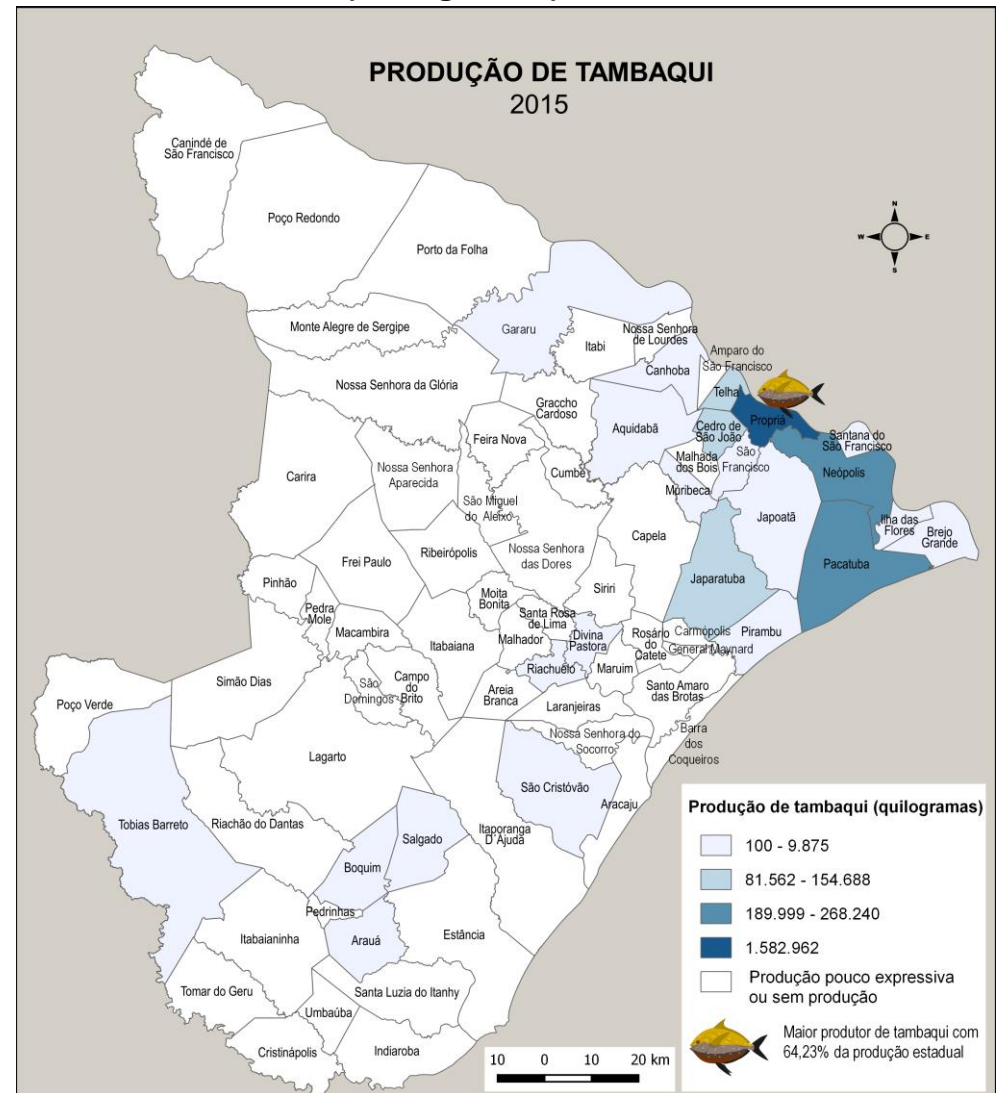 PRODUÇÃO DE TAMBAQUI
2015
Canindé de
São Francisco
Poço Redondo
Porto da Folha
N
W
E
S
Monte Alegre de Sergipe
Gararu
Itabi
Nossa Senhora
de Lourdes
Amparo do
São Francisco
Canhoba
Nossa Senhora da Glória
Telha
Graccho
Cardoso
Aquidabã
Propriá
Cedro de
São João
Santana do
São Francisco
Feira Nova
Malhada
dos Bois
São
Francisco
Neópolis
Carira
Nossa Senhora
Aparecida
Cumbe
Muribeca
São Miguel
do Aleixo
Japoatã
Ilha das
Flores
Brejo
Grande
Capela
Frei Paulo
Ribeirópolis
Nossa Senhora
das Dores
Pacatuba
Japaratuba
Pinhão
Siriri
Moita
Bonita
Pedra
Mole
Santa Rosa
de Lima
Macambira
Itabaiana
Malhador
Divina
Pastora
Rosário
do
Catete
Carmópolis
General Maynard
Pirambu
Riachuelo
Maruim
Simão Dias
São
Domingos
Campo
do
Brito
Areia
Branca
Santo Amaro
das Brotas
Poço Verde
Laranjeiras
Nossa Senhora do
Socorro
Barra
dos
Coqueiros
Lagarto
São Cristóvão
Aracaju
Tobias Barreto
Riachão do Dantas
Salgado
Itaporanga
D'Ajuda
Boquim
Pedrinhas
Itabaianinha
Arauá
Estância
Tomar do Geru
Santa Luzia do Itanhy
Umbaúba
Cristinápolis
Indiaroba
10 0 10 20 km
Produção de tambaqui (quilogramas)
100 - 9.875
81.562 - 154.688
189.999 - 268.240
1.582.962
Produção pouco expressiva
ou sem produção
Maior produtor de tambaqui com
64,23% da produção estadual